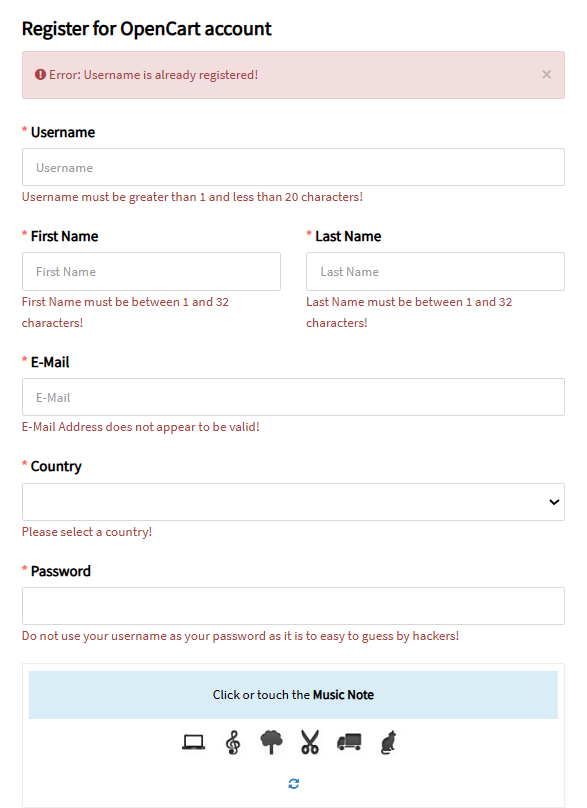 Register for OpenCart account
Error: Username is already registered!
×
* Username
Username
Username must be greater than 1 and less than 20 characters!
* First Name
* Last Name
First Name
Last Name
First Name must be between 1 and 32
characters!
Last Name must be between 1 and 32
characters!
* E-Mail
E-Mail
E-Mail Address does not appear to be valid!
* Country
Please select a country!
* Password
Do not use your username as your password as it is to easy to guess by hackers!
Click or touch the Music Note